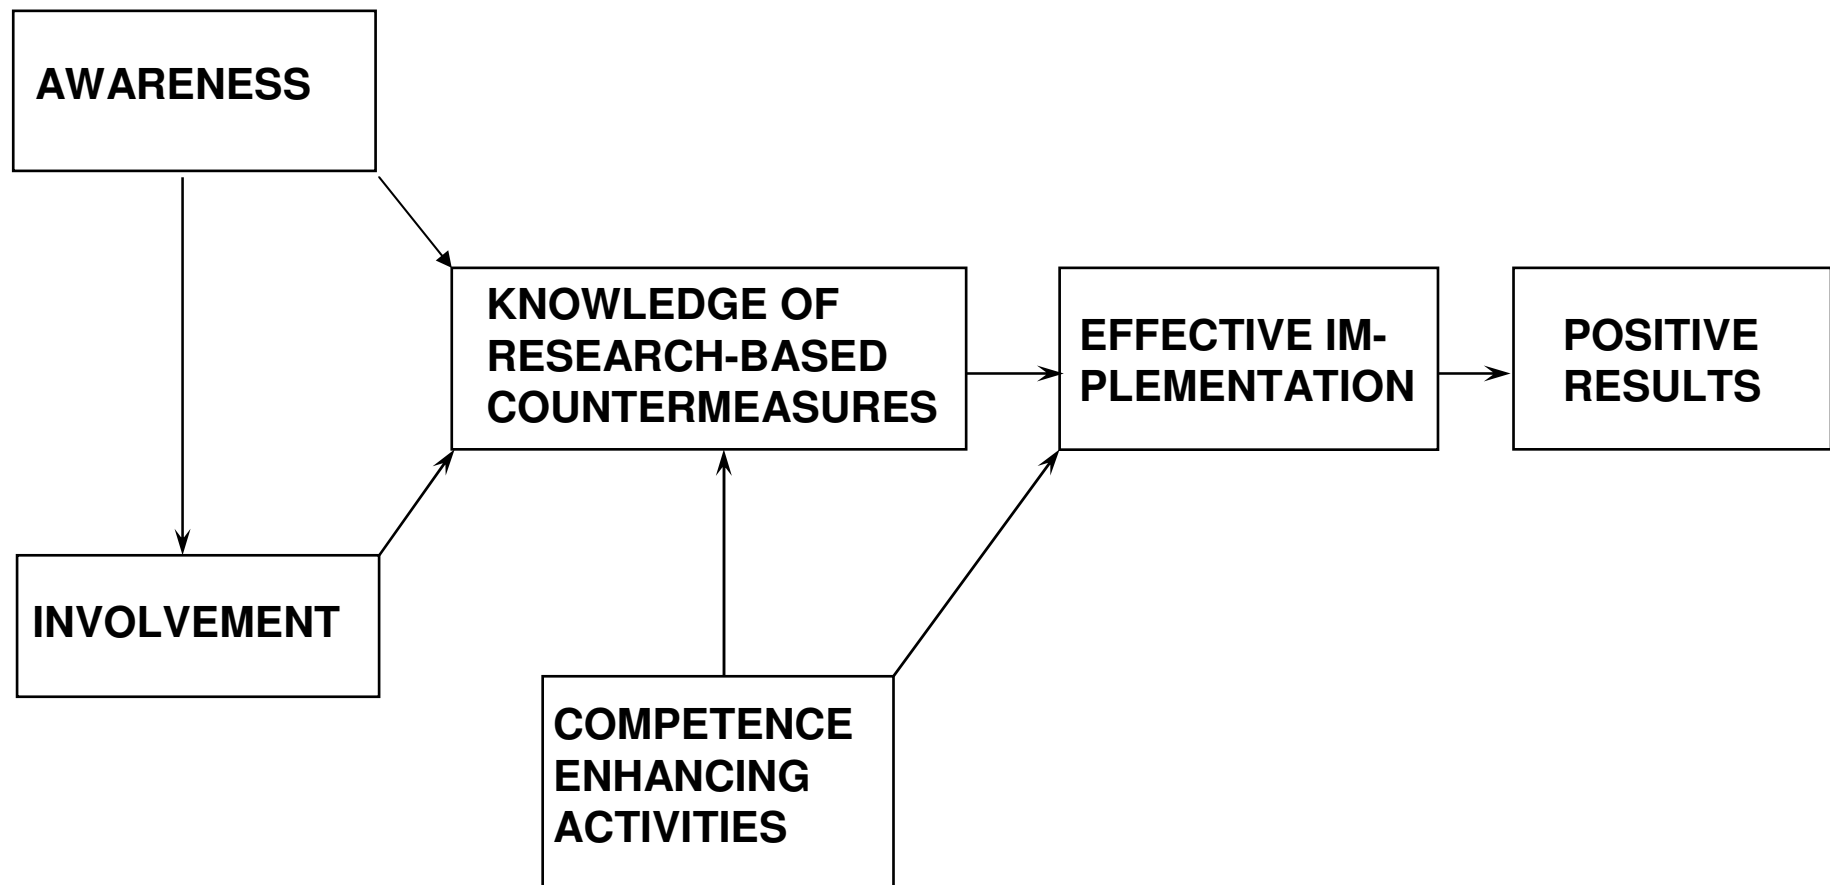 AWARENESS
KNOWLEDGE OF
RESEARCH-BASED
COUNTERMEASURES
EFFECTIVE IM-
PLEMENTATION
POSITIVE
RESULTS
INVOLVEMENT
COMPETENCE
ENHANCING
ACTIVITIES